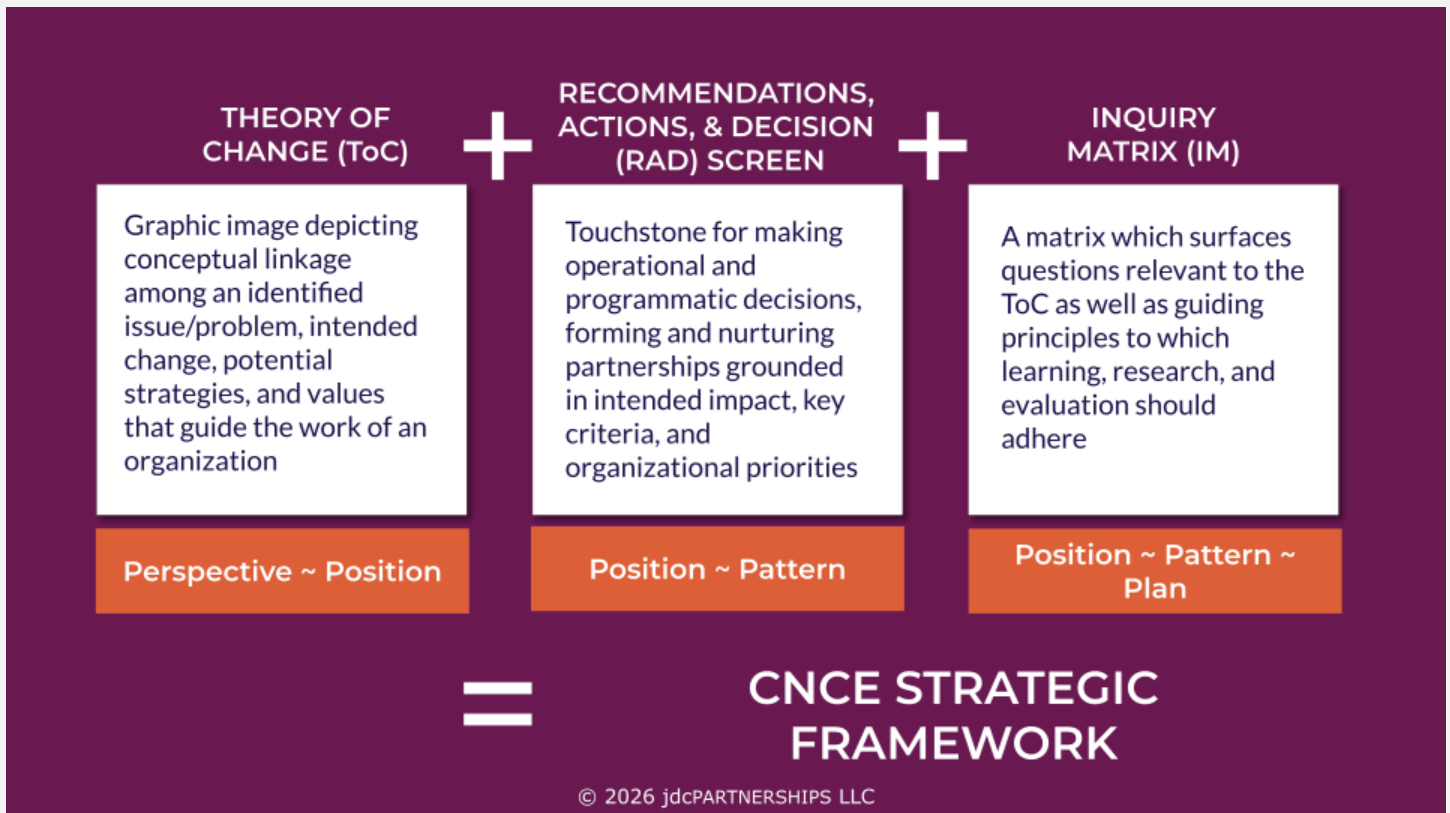 THEORY OF
CHANGE (ToC)
+
RECOMMENDATIONS,
ACTIONS, & DECISION
(RAD) SCREEN
+
INQUIRY
MATRIX (IM)
Graphic image depicting
conceptual linkage
among an identified
issue/problem, intended
change, potential
strategies, and values
that guide the work of an
organization
Touchstone for making
operational and
programmatic decisions,
forming and nurturing
partnerships grounded
in intended impact, key
criteria, and
organizational priorities
A matrix which surfaces
questions relevant to the
ToC as well as guiding
principles to which
learning, research, and
evaluation should
adhere
Perspective ~ Position
Position ~ Pattern
Position ~ Pattern ~
Plan
=
CNCE STRATEGIC
FRAMEWORK
© 2026 jdcPARTNERSHIPS LLC